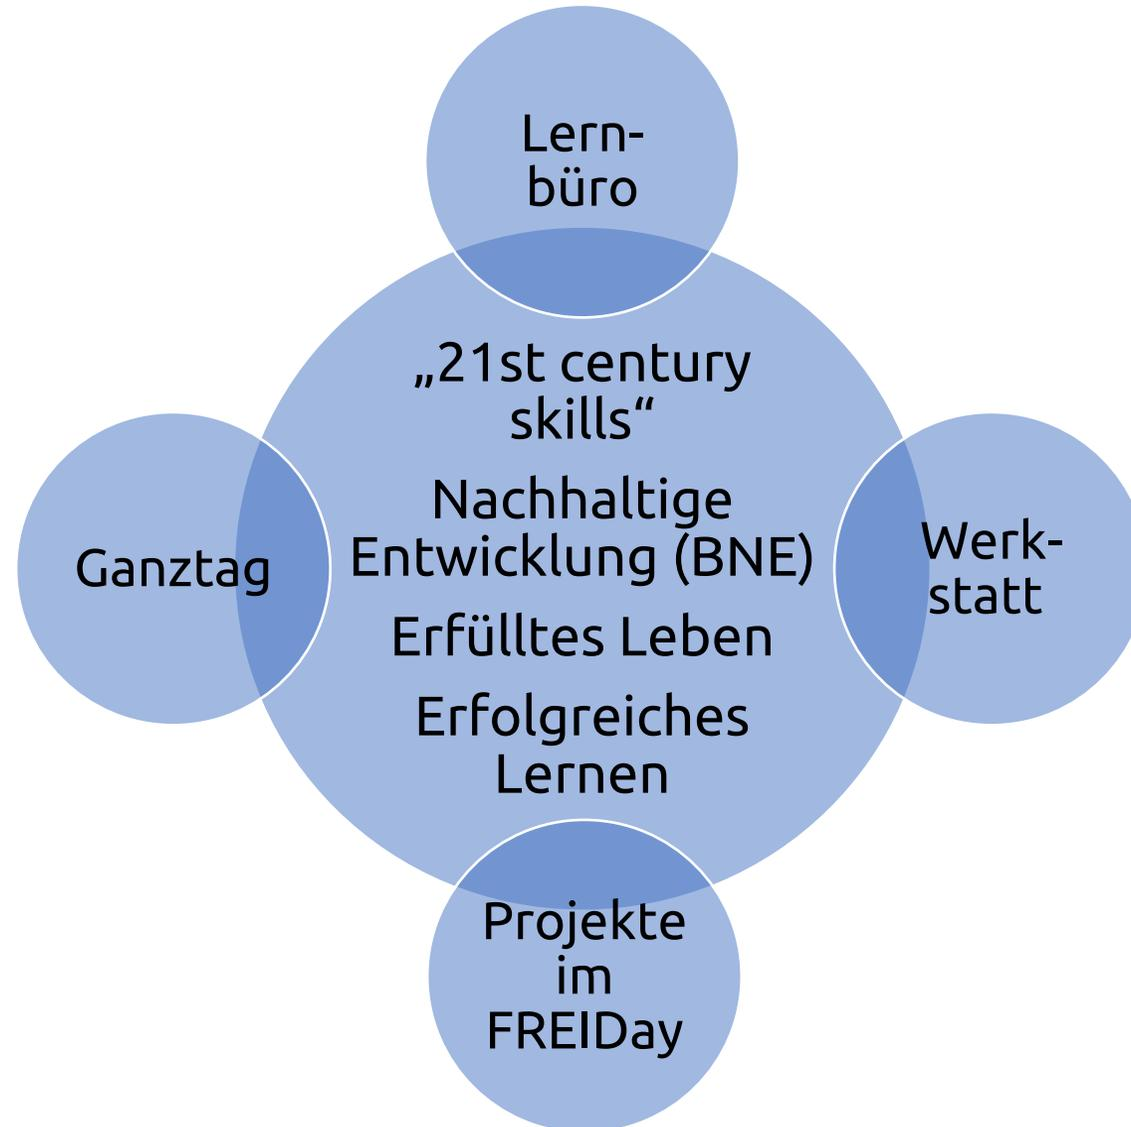 Lern-
büro
„21st century
skills“
Nachhaltige
Entwicklung (BNE)
Erfülltes Leben
Erfolgreiches
Lernen
Ganztag
Werk-
statt
Projekte
im
FREIDay